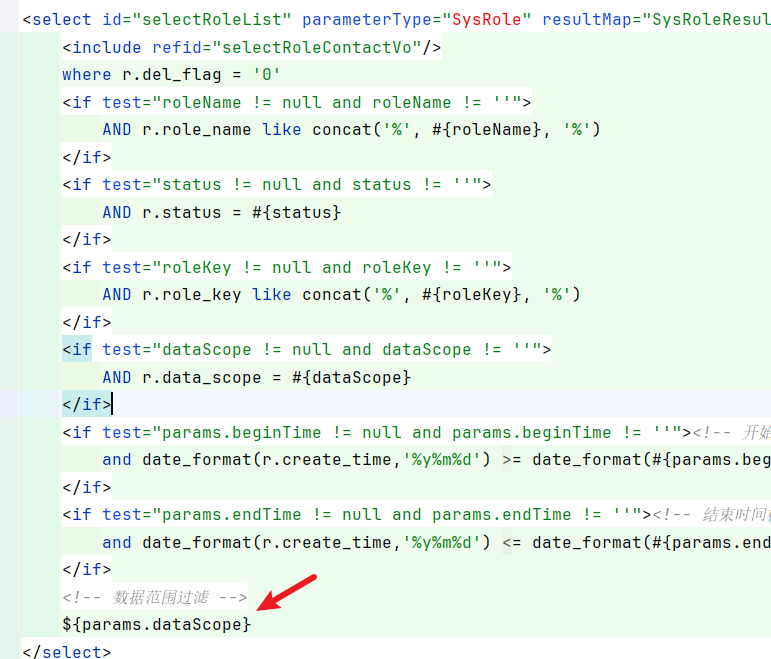 <select id="selectRoleList" parameterType="SysRole" resultMap="SysRoleResul
<include refid="selectRoleContactVo"/>
where r.del_flag = '0'
<if test="roleName != null and roleName != ''">
AND r.role_name like concat('%', #{roleName}, '%')
</if>
<if test="status != null and status != ''">
AND r.status = #{status}
</if>
<if test="roleKey != null and roleKey != ''">
AND r.role_key like concat('%', #{roleKey}, '%')
</if>
<if test="dataScope != null and dataScope != ''">
AND r.data_scope = #{dataScope}
</if>
<if test="params.beginTime != null and params.beginTime != ''"><!-- 开始
and date_format(r.create_time,'%y%m%d') >= date_format(#{params.beg
</if>
<if test="params.endTime != null and params.endTime != ''"><!-- 结束时间
and date_format(r.create_time,'%y%m%d') <= date_format(#{params.end
</if>
<!-- 数据范围过滤 -->
${params.dataScope}
</select>